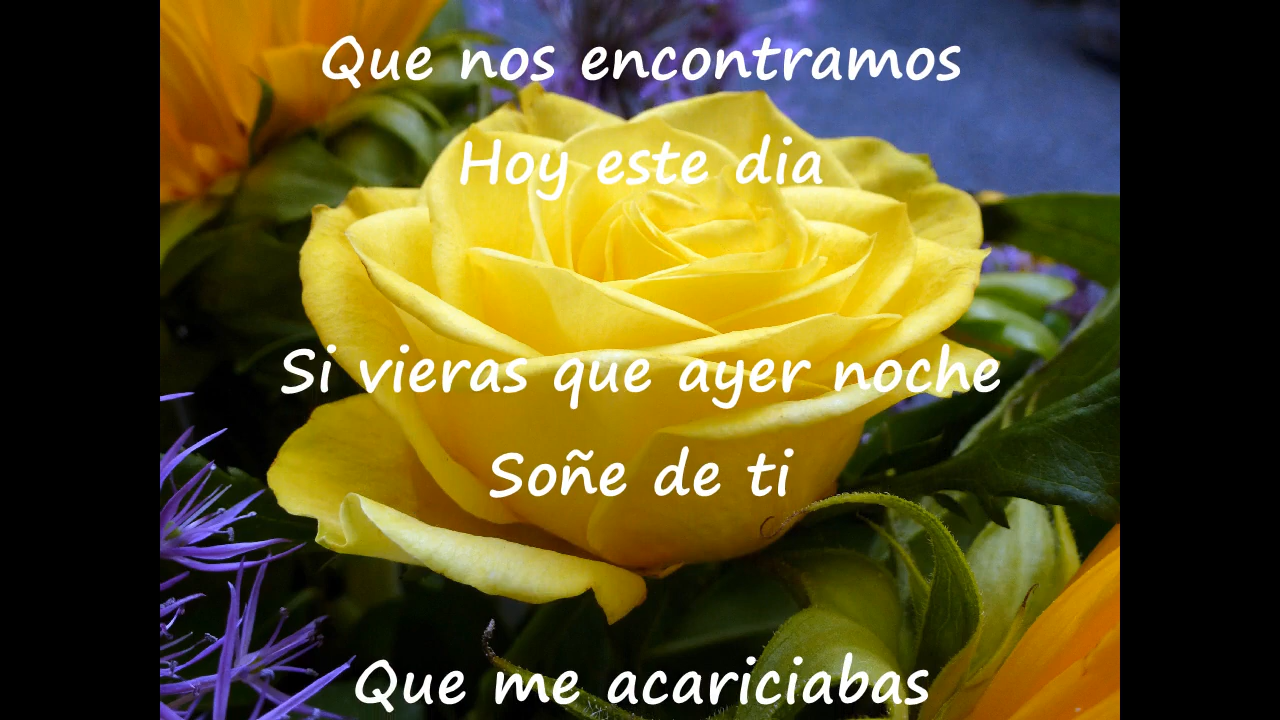 Que nos encontramos
Hoy este dia
Si vieras que ayer noche
Soñe de ti
Que me acariciabas